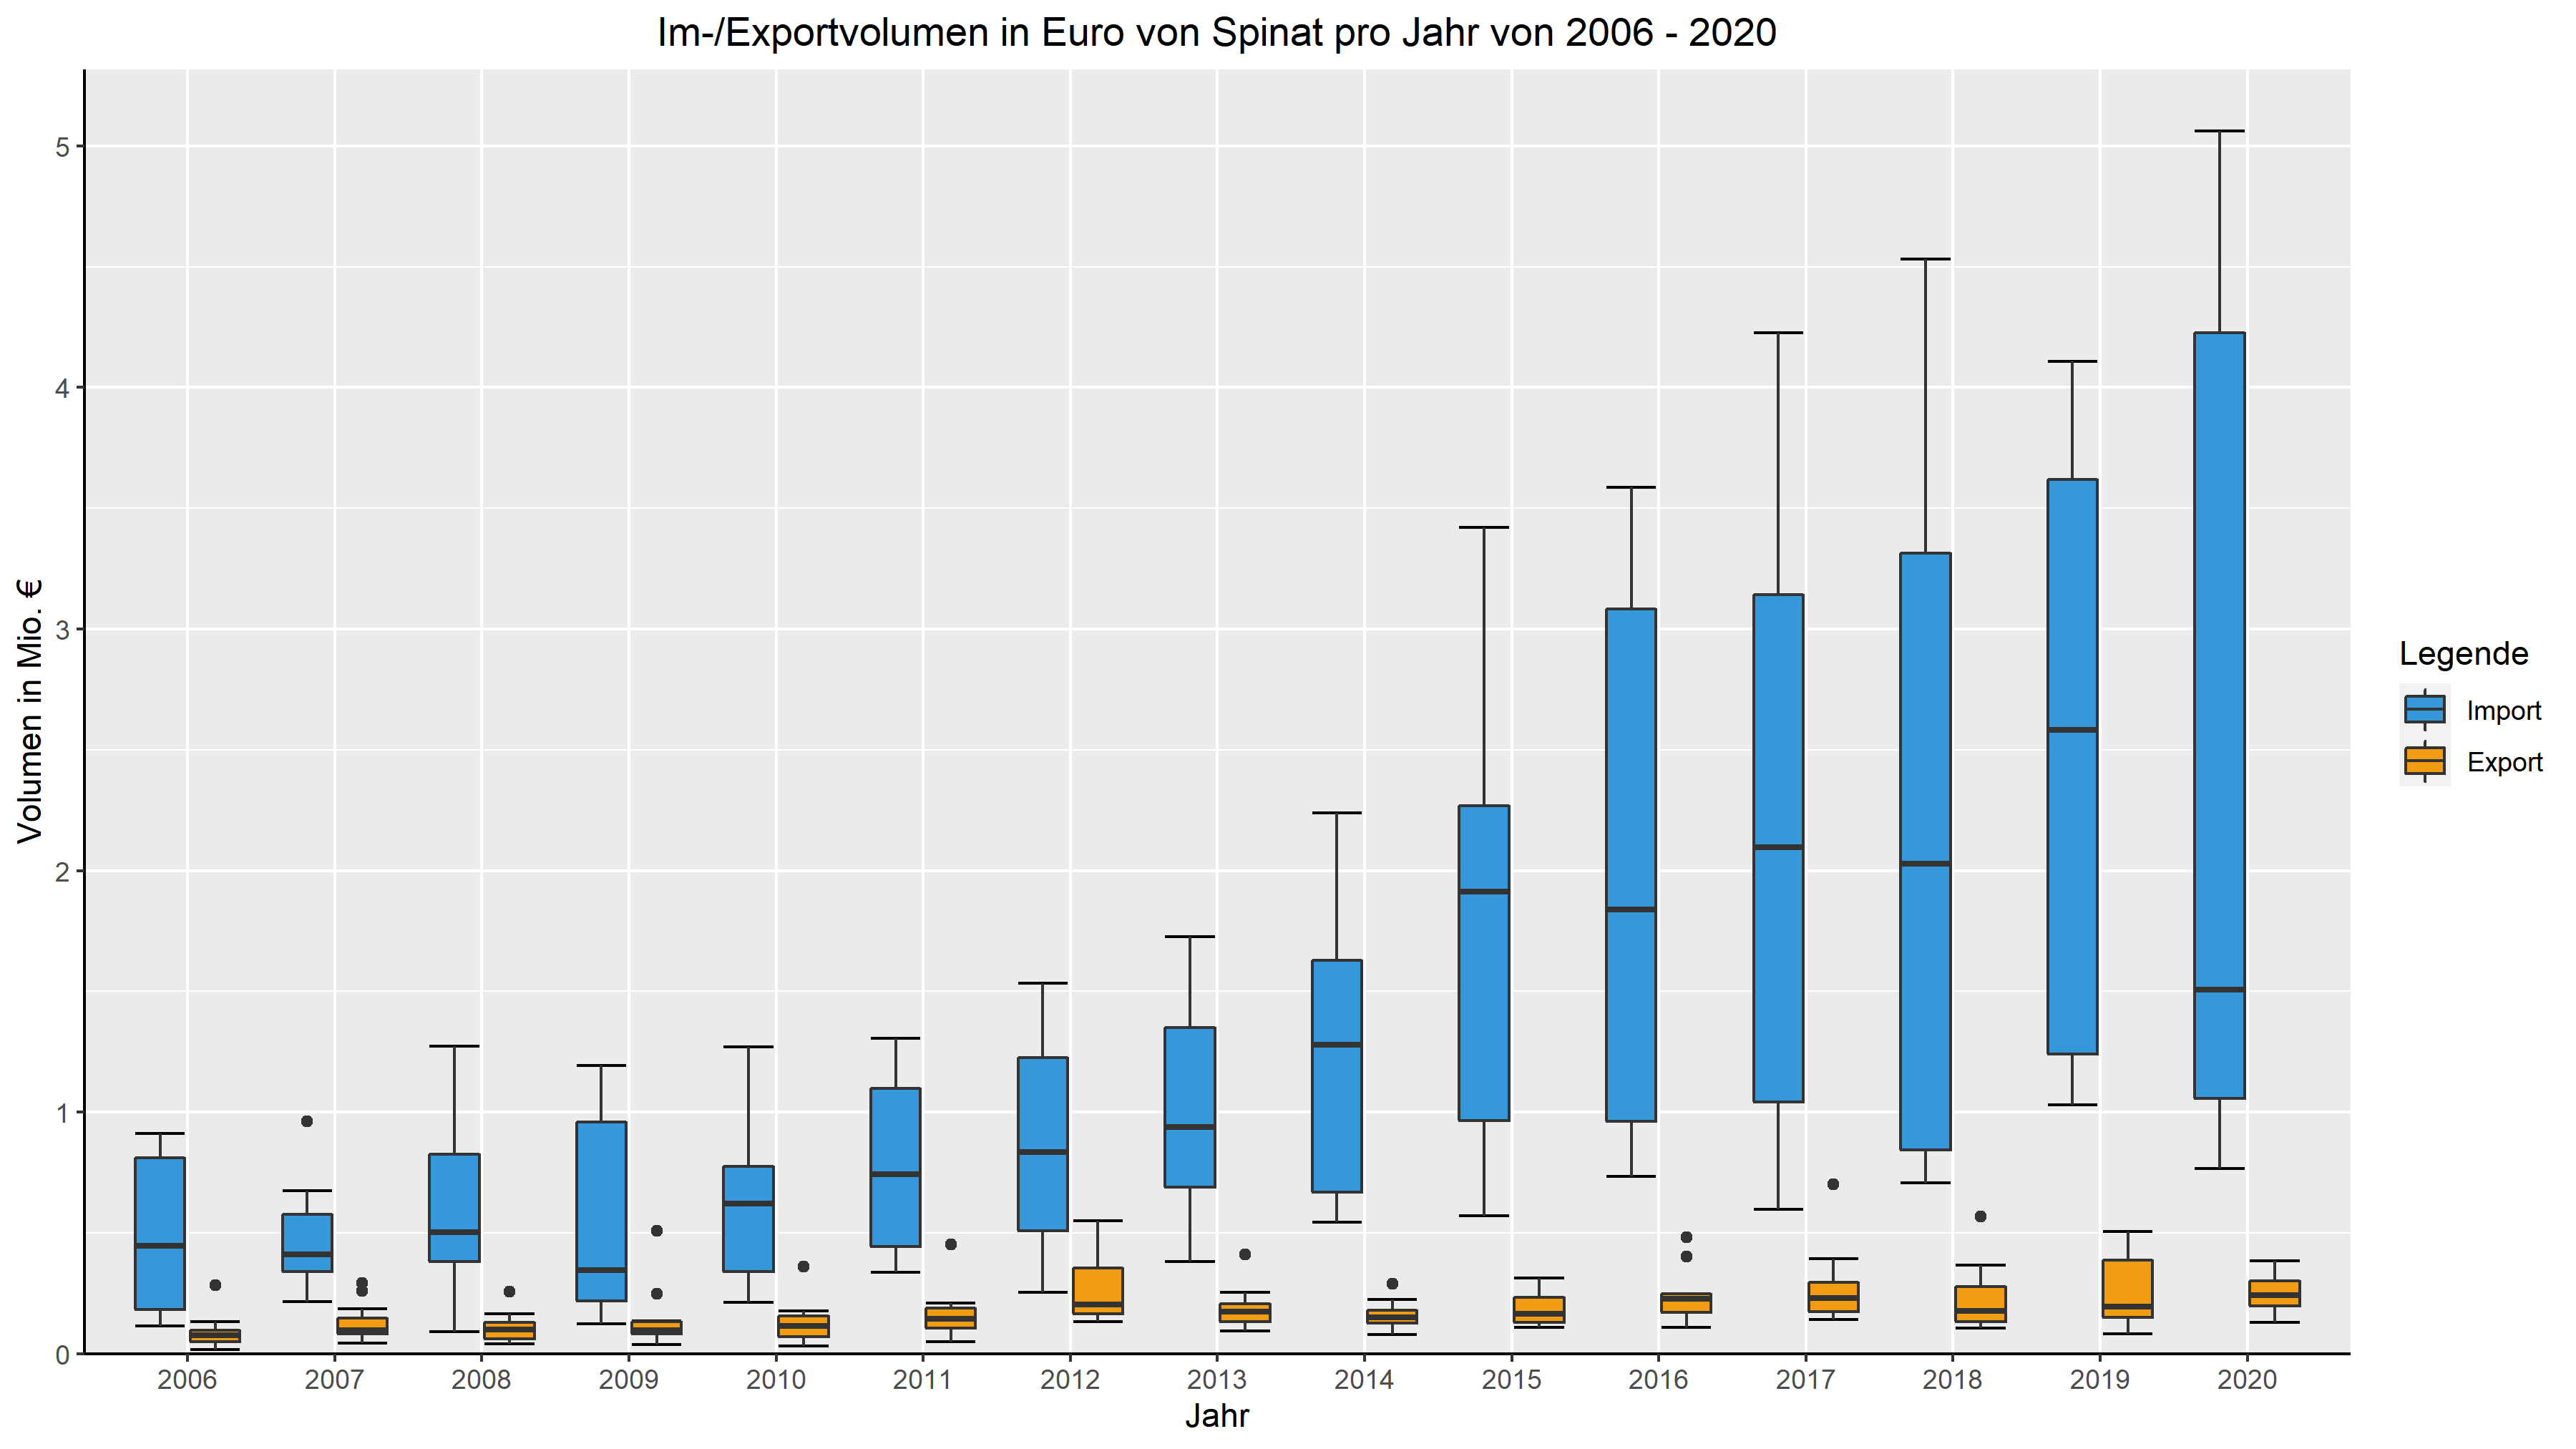 Im-/Exportvolumen in Euro von Spinat pro Jahr von 2006 - 2020
Volumen in Mio. €
5
4
3
2
1
0
2006 2007 2008 2009 2010 2011 2012 2013 2014 2015 2016 2017 2018 2019 2020
Jahr
Legende
Import
Export